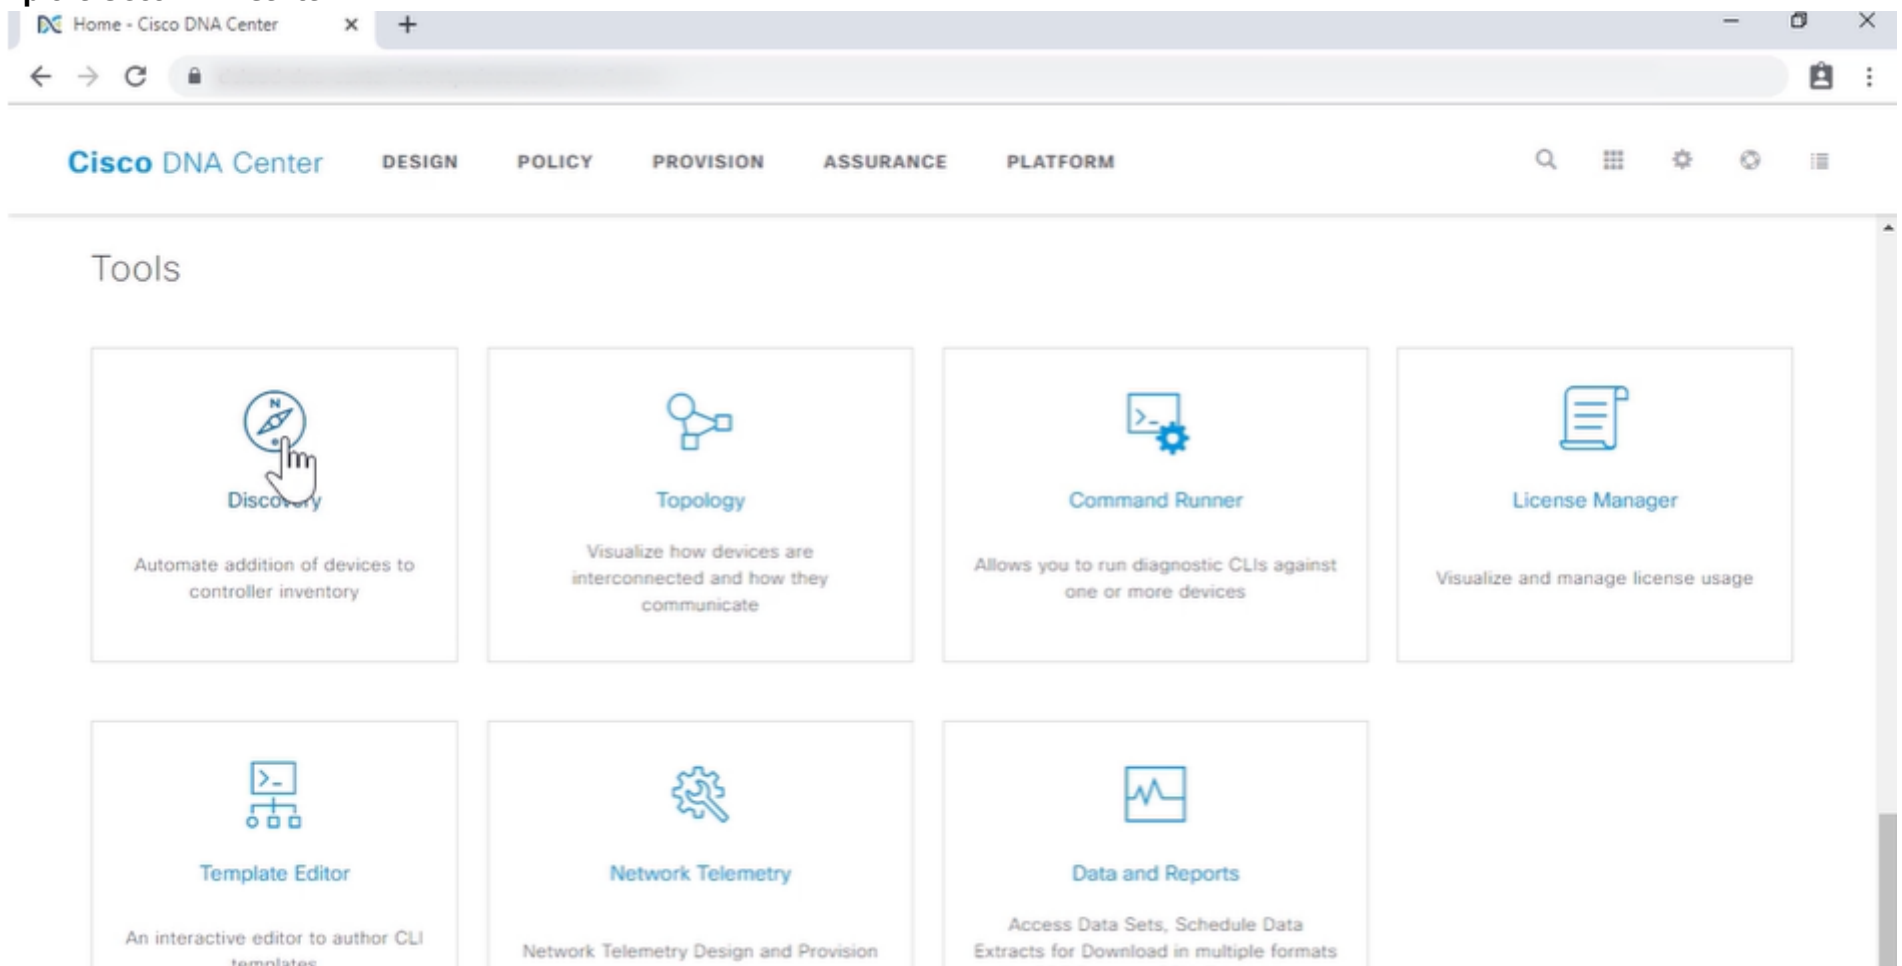 Home - Cisco DNA Center
Cisco DNA Center DESIGN POLICY PROVISION ASSURANCE PLATFORM
Tools
N
Discovery
Automate addition of devices to
controller inventory
Topology
Visualize how devices are
interconnected and how they
communicate
Command Runner
Allows you to run diagnostic CLIs against
one or more devices
License Manager
Visualize and manage license usage
Template Editor
An interactive editor to author CLI
templates
Network Telemetry
Network Telemetry Design and Provision
Data and Reports
Access Data Sets, Schedule Data
Extracts for Download in multiple formats